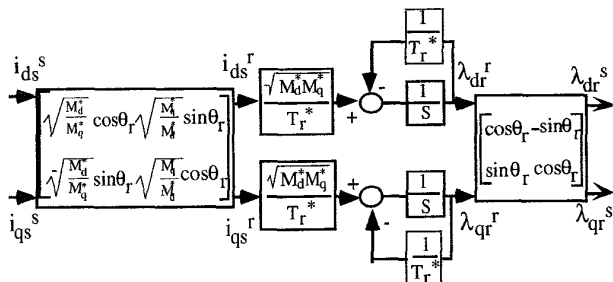 1
T_r*
i_ds^s
i_ds^r
λ_dr^r
λ_dr^s
√(M_d*/M_q*) cosθ_r √(M_q*/M_d*) sinθ_r
√(M_d*M_q*)
T_r*
+
-
1
S
cosθ_r -sinθ_r
sinθ_r cosθ_r
-√(M_d*/M_q*) sinθ_r √(M_q*/M_d*) cosθ_r
√(M_d*M_q*)
T_r*
+
-
1
S
i_qs^s
i_qs^r
λ_qr^r
λ_qr^s
1
T_r*